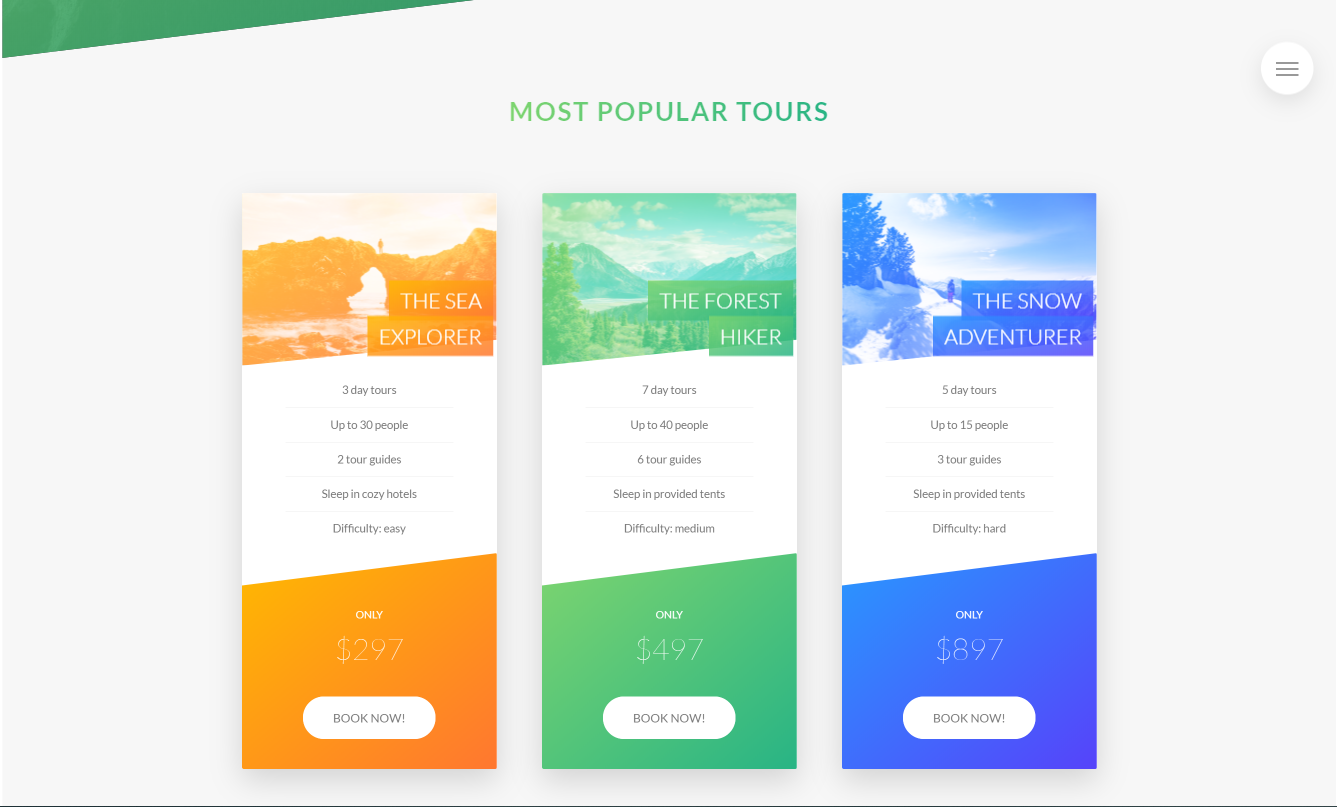 MOST POPULAR TOURS
THE SEA
EXPLORER
3 day tours
Up to 30 people
2 tour guides
Sleep in cozy hotels
Difficulty: easy
ONLY
$297
BOOK NOW!
THE FOREST
HIKER
7 day tours
Up to 40 people
6 tour guides
Sleep in provided tents
Difficulty: medium
ONLY
$497
BOOK NOW!
THE SNOW
ADVENTURER
5 day tours
Up to 15 people
3 tour guides
Sleep in provided tents
Difficulty: hard
ONLY
$897
BOOK NOW!